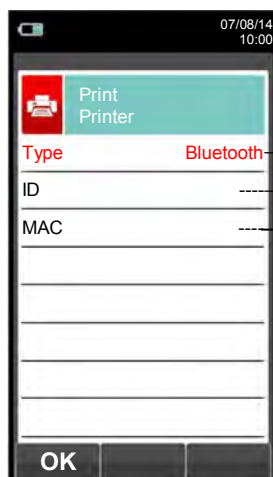 07/08/14
10:00
Print
Printer
Type Bluetooth
ID ----
MAC ----
OK